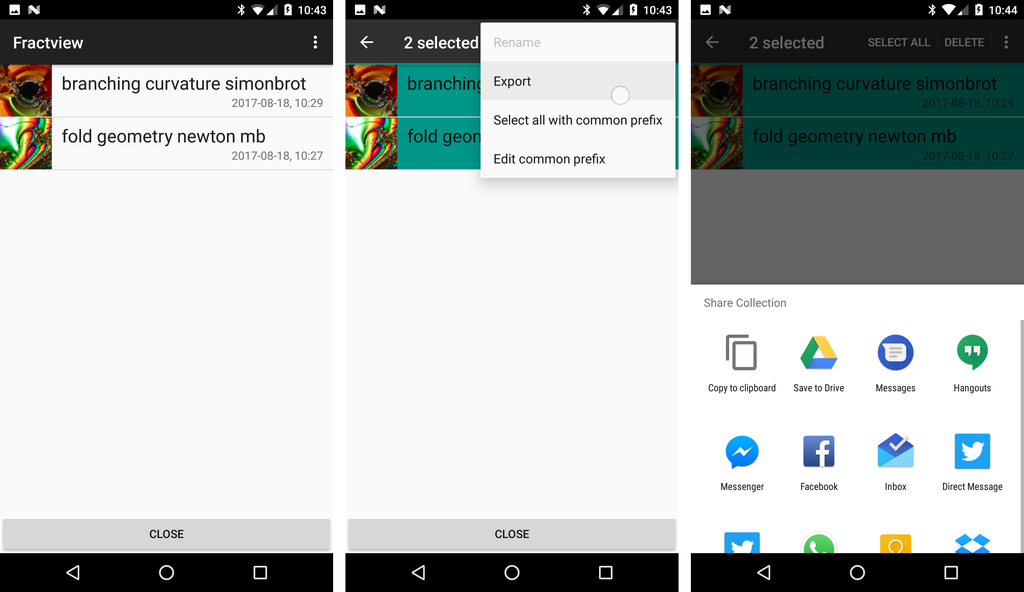 10:43
Fractview
branching curvature simonbrot
2017-08-18, 10:29
fold geometry newton mb
2017-08-18, 10:27
CLOSE
10:43
2 selected
Rename
branching
Export
Select all with common prefix
fold geom
Edit common prefix
CLOSE
10:44
2 selected SELECT ALL DELETE
branching curvature simonbrot
2017-08-18, 10:29
fold geometry newton mb
2017-08-18, 10:27
Share Collection
Copy to clipboard Save to Drive Messages Hangouts
Messenger Facebook Inbox Direct Message